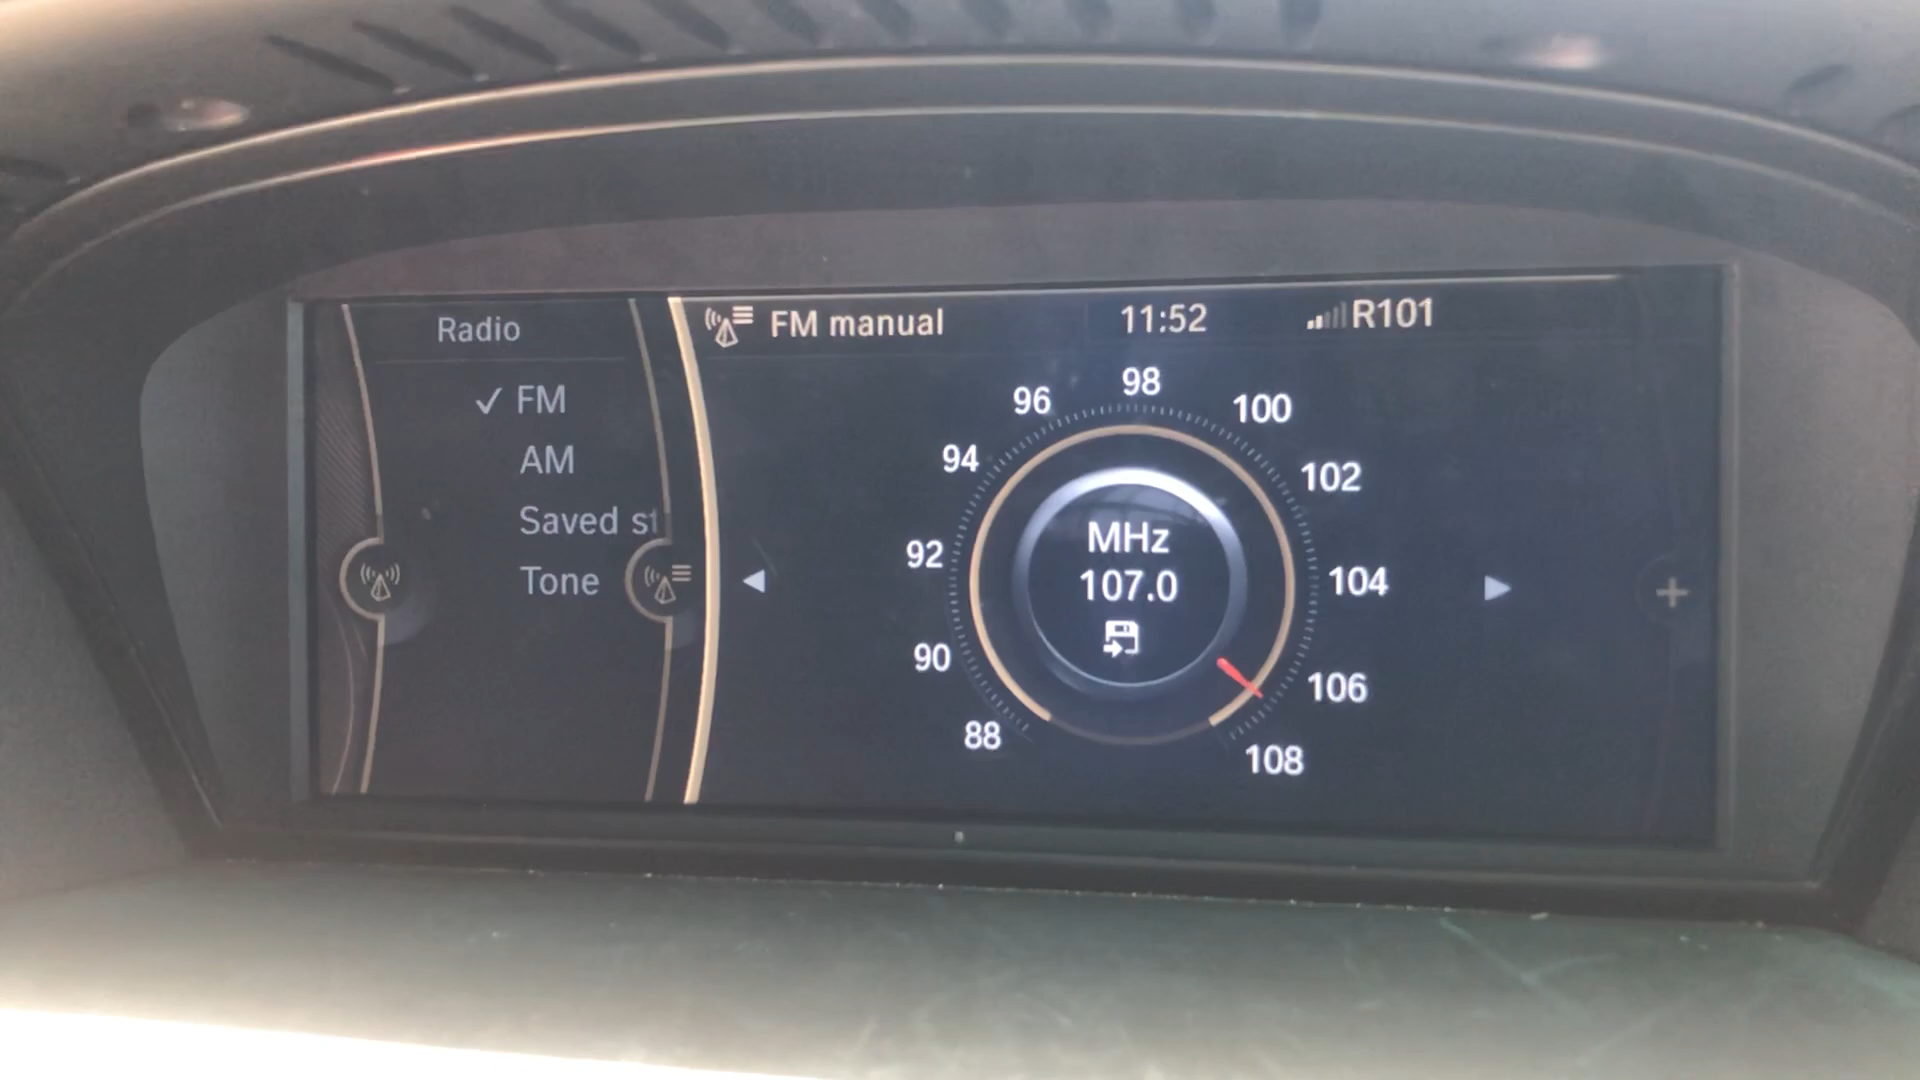 Radio
FM manual
11:52
R101
✓ FM
AM
Saved st
Tone
88
90
92
94
96
98
100
102
104
106
108
MHz
107.0
+